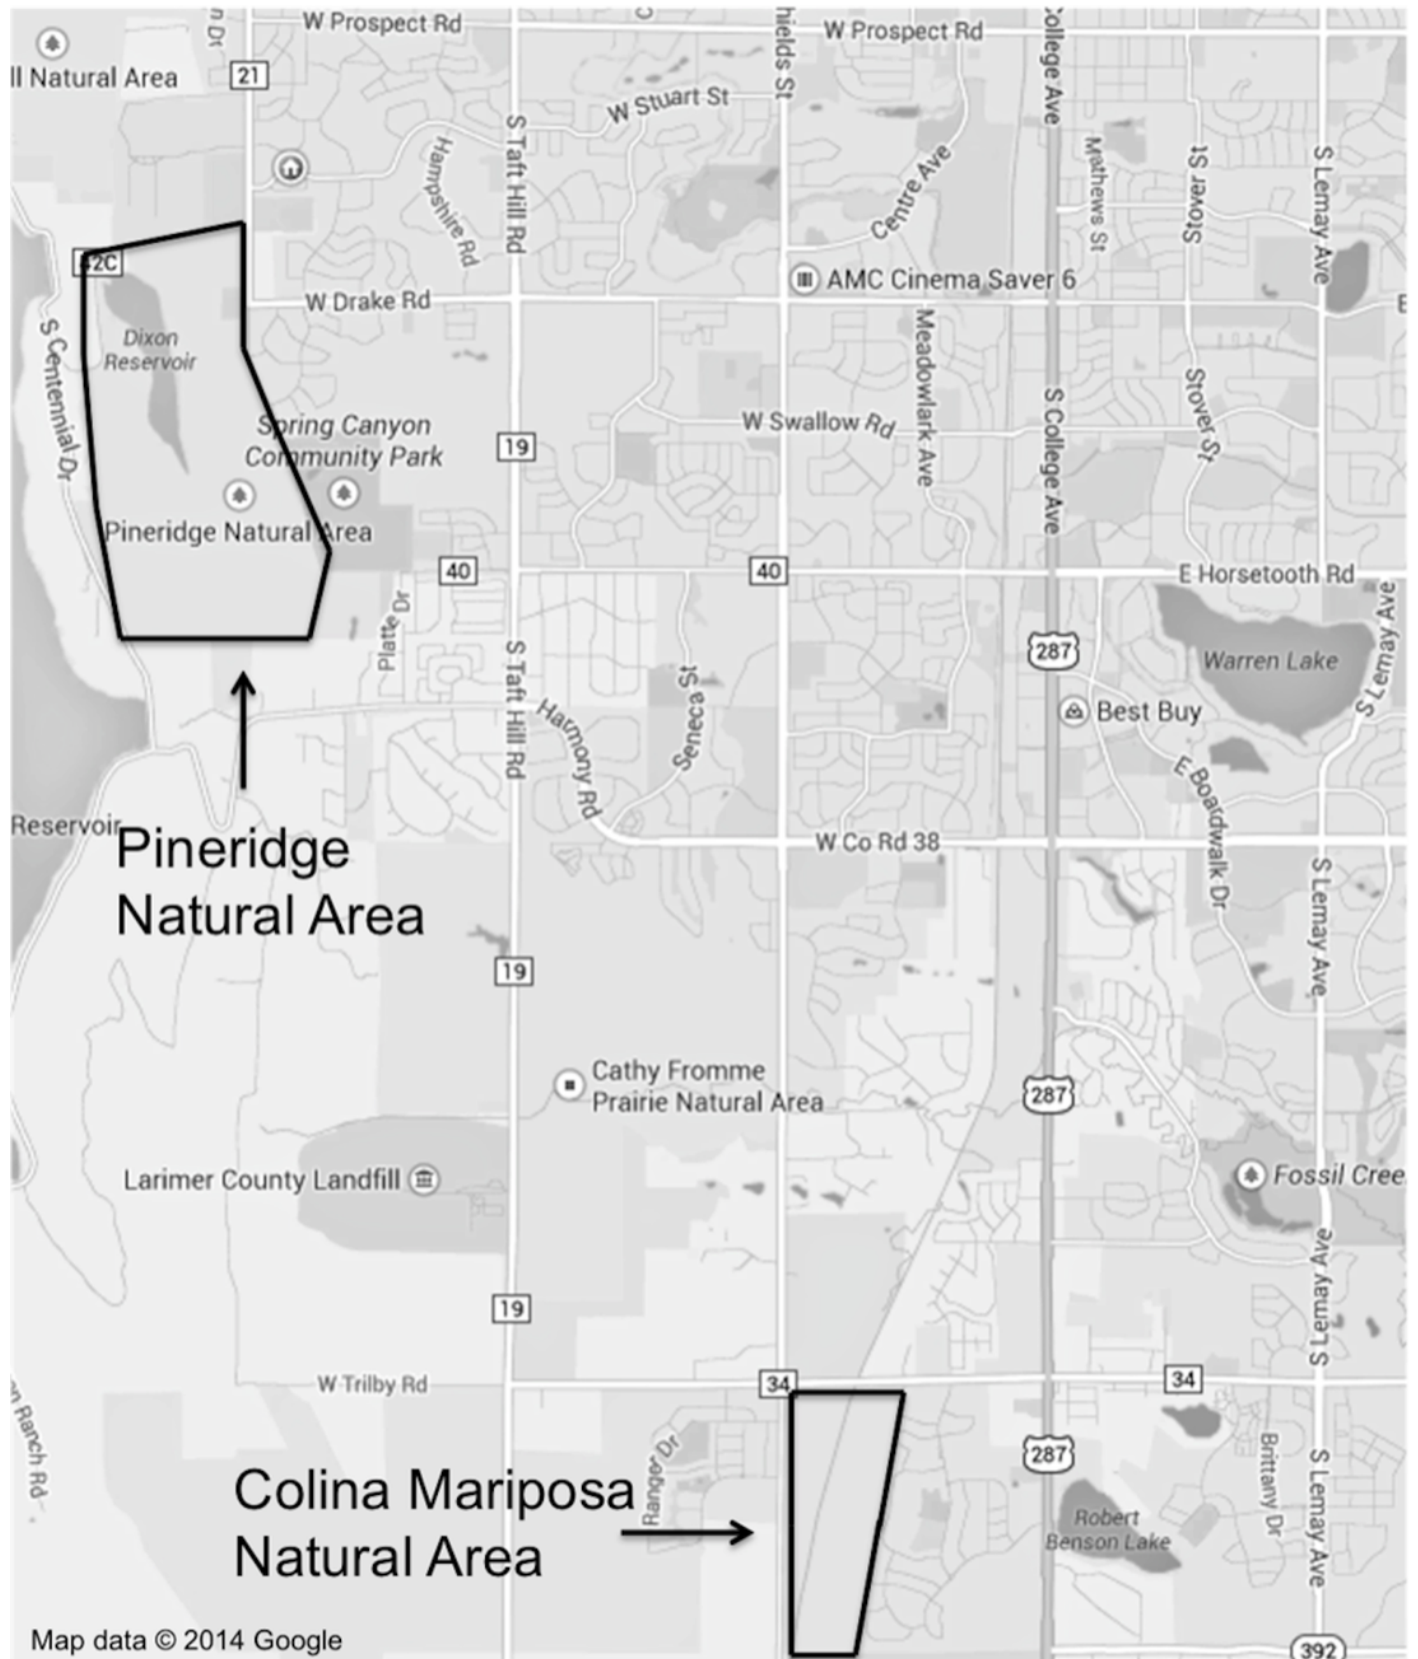 W Prospect Rd
W Prospect Rd
ll Natural Area
21
n Dr
hields St
College Ave
W Stuart St
S Taft Hill Rd
Hampshire Rd
Centre Ave
Mathews St
Stover St
S Lemay Ave
42C
AMC Cinema Saver 6
W Drake Rd
Dixon
Reservoir
S Centennial Dr
Meadowlark Ave
Stover St
S College Ave
Spring Canyon
Community Park
19
W Swallow Rd
Pineridge Natural Area
40
40
E Horsetooth Rd
Platte Dr
S Taft Hill Rd
Seneca St
287
Warren Lake
S Lemay Ave
Harmony Rd
Best Buy
E Boardwalk Dr
Reservoir
Pineridge
Natural Area
W Co Rd 38
S Lemay Ave
19
Cathy Fromme
Prairie Natural Area
287
Larimer County Landfill
Fossil Cree
S Lemay Ave
19
W Trilby Rd
34
34
n Ranch Rd
Ranger Dr
287
Brittany Dr
S Lemay Ave
Colina Mariposa
Natural Area
Robert
Benson Lake
Map data © 2014 Google
392